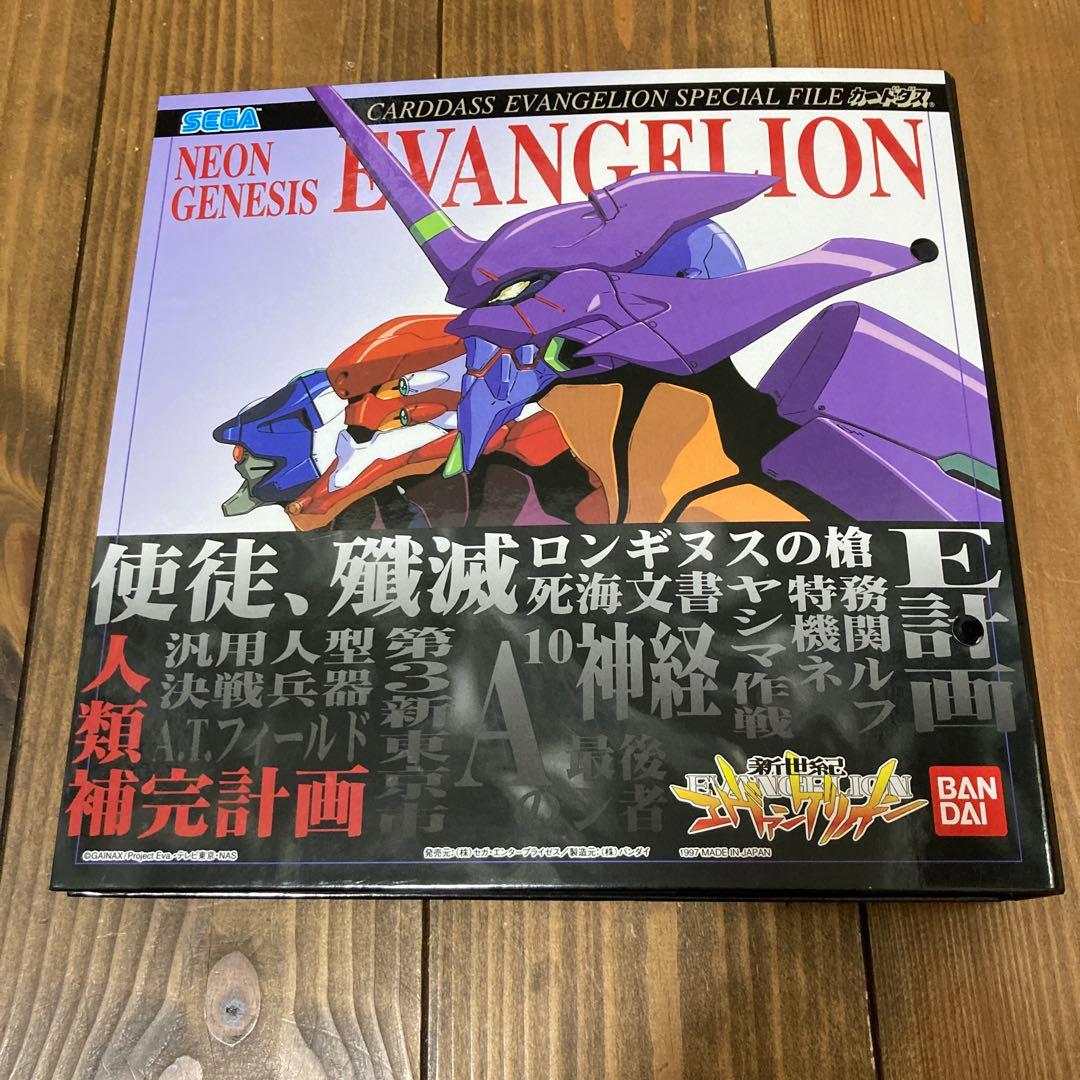 SEGA™
CARDDASS EVANGELION SPECIAL FILE カードダス®
NEON GENESIS
EVANGELION
使徒、殲滅
ロンギヌスの槍
死海文書
ヤシマ作戦
特務機関ネルフ
E計画
人類補完計画
汎用人型
決戦兵器
A.T.フィールド
第3新東京市
A10神経
最後の
者
新世紀
EVANGELION
エヴァンゲリオン
BAN
DAI
©GAINAX/Project Eva.・テレビ東京・NAS
発売元:(株)セガ・エンタープライゼス/製造元:(株)バンダイ
1997 MADE IN JAPAN